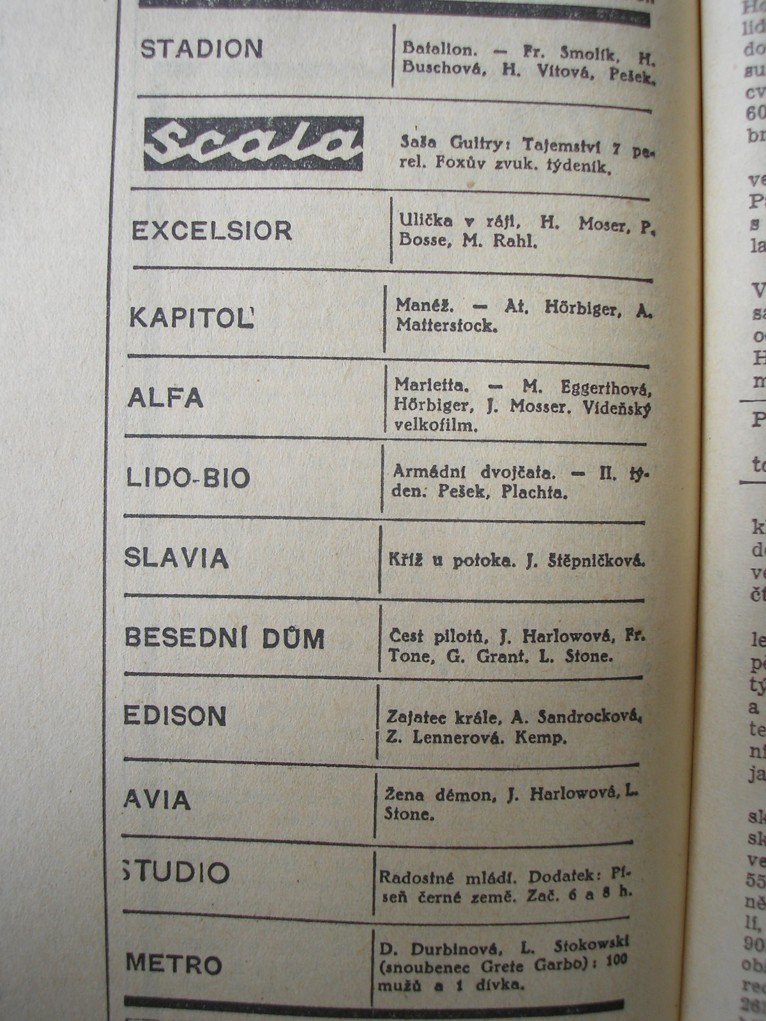 STADION
Batalion. — Fr. Smolík, H.
Buschová, H. Vítová, Pešek.
Scala
Saša Guitry: Tajemství 7 pe-
rel. Foxův zvuk. týdeník.
EXCELSIOR
Ulička v ráji, H. Moser, P.
Bosse, M. Rahl.
KAPITOL
Manéž. — At. Hörbiger, A.
Matterstock.
ALFA
Marietta. — M. Eggerthová,
Hörbiger, J. Mosser. Vídeňský
velkofilm.
LIDO-BIO
Armádní dvojčata. — II. tý-
den. Pešek, Plachta.
SLAVIA
Kříž u potoka. J. Štěpničková.
BESEDNÍ DŮM
Čest pilotů, J. Harlowová, Fr.
Tone, G. Grant. L. Stone.
EDISON
Zajatec krále, A. Sandrocková,
Z. Lennerová. Kemp.
AVIA
Žena démon, J. Harlowová, L.
Stone.
STUDIO
Radostné mládí. Dodatek: Pí-
seň černé země. Zač. 6 a 8 h.
METRO
D. Durbinová, L. Stokowski
(snoubenec Grete Garbo): 100
mužů a 1 dívka.